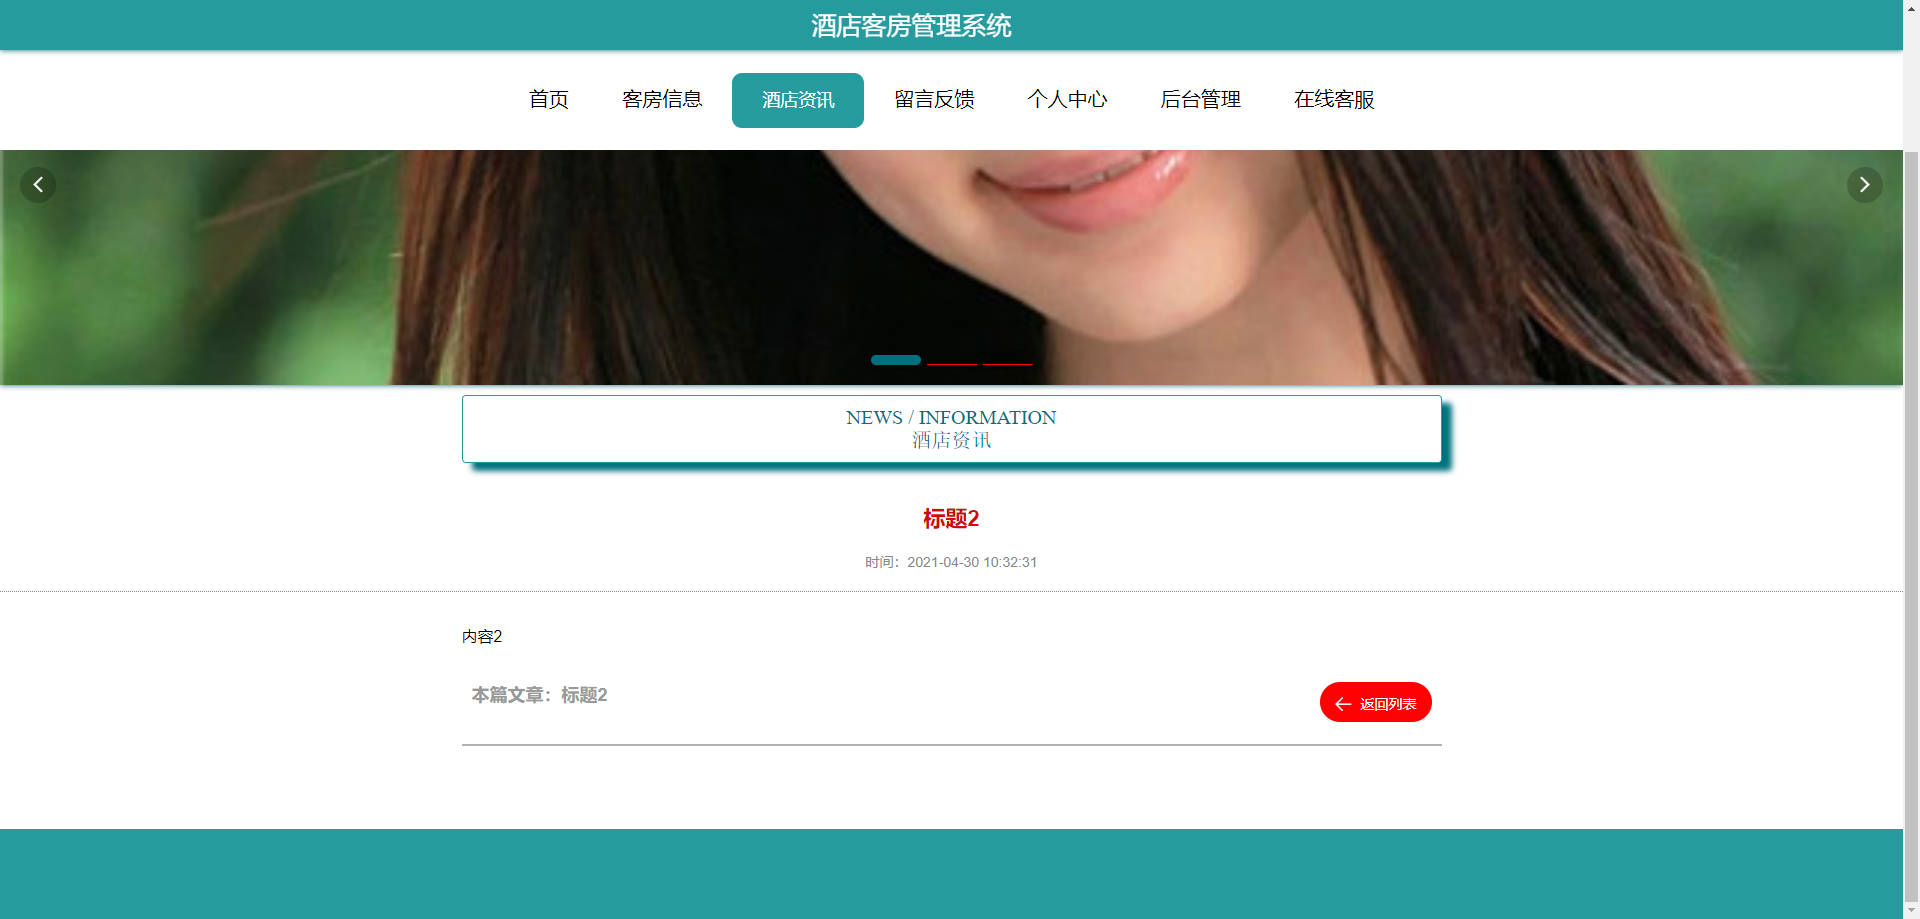 酒店客房管理系统
首页 客房信息 酒店资讯 留言反馈 个人中心 后台管理 在线客服
NEWS / INFORMATION
酒店资讯
标题2
时间：2021-04-30 10:32:31
内容2
本篇文章：标题2
返回列表